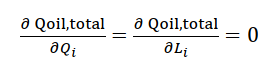 ∂ Qoil,total / ∂Qᵢ = ∂ Qoil,total / ∂Lᵢ = 0